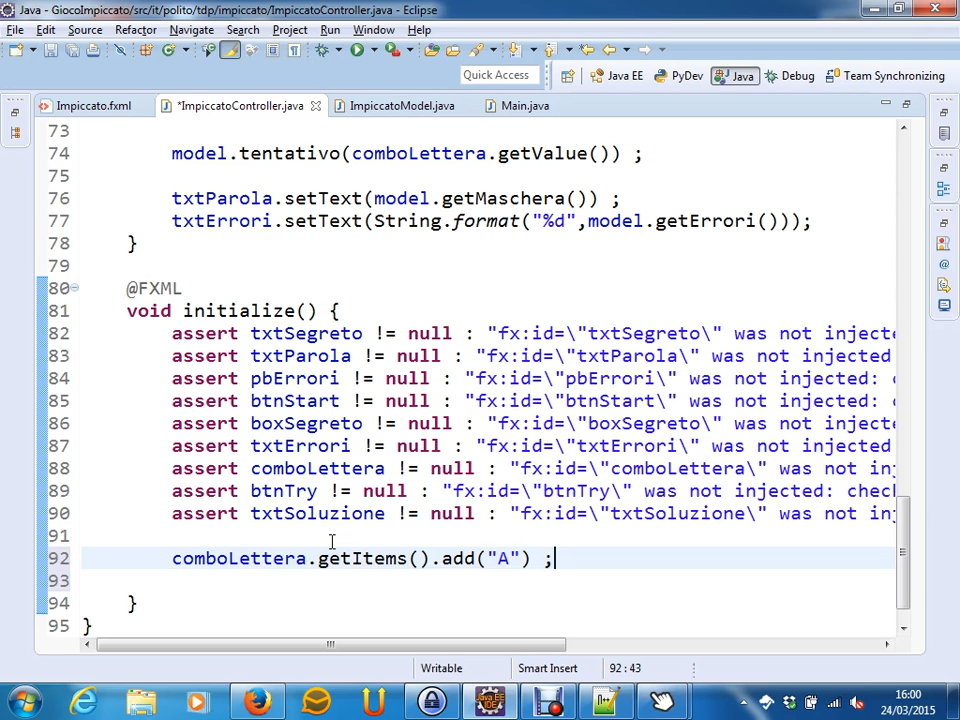 Java - GiocoImpiccato/src/it/polito/tdp/impiccato/ImpiccatoController.java - Eclipse
File Edit Source Refactor Navigate Search Project Run Window Help
Quick Access Java EE PyDev Java Debug Team Synchronizing
Impiccato.fxml *ImpiccatoController.java ImpiccatoModel.java Main.java
73
74 model.tentativo(comboLettera.getValue()) ;
75
76 txtParola.setText(model.getMaschera()) ;
77 txtErrori.setText(String.format("%d",model.getErrori()));
78 }
79
80 @FXML
81 void initialize() {
82 assert txtSegreto != null : "fx:id=\"txtSegreto\" was not injecte
83 assert txtParola != null : "fx:id=\"txtParola\" was not injected
84 assert pbErrori != null : "fx:id=\"pbErrori\" was not injected: c
85 assert btnStart != null : "fx:id=\"btnStart\" was not injected: c
86 assert boxSegreto != null : "fx:id=\"boxSegreto\" was not injecte
87 assert txtErrori != null : "fx:id=\"txtErrori\" was not injected
88 assert comboLettera != null : "fx:id=\"comboLettera\" was not inj
89 assert btnTry != null : "fx:id=\"btnTry\" was not injected: chec
90 assert txtSoluzione != null : "fx:id=\"txtSoluzione\" was not inj
91
92 comboLettera.getItems().add("A") ;
93
94 }
95 }
Writable Smart Insert 92 : 43
16:00
24/03/2015